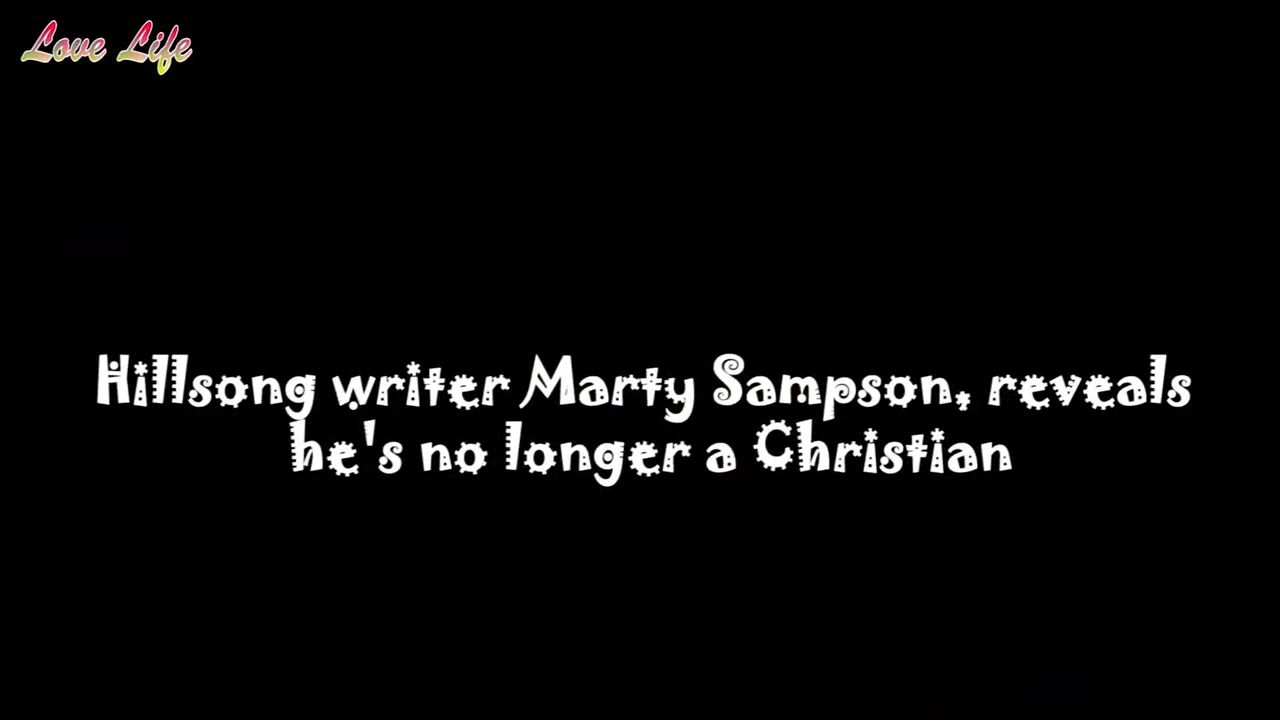 Love Life
Hillsong writer Marty Sampson, reveals
he's no longer a Christian